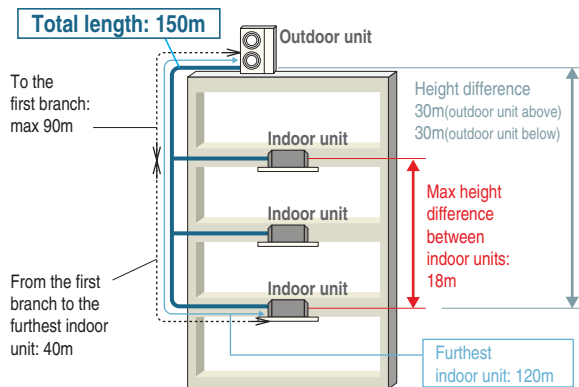 Total length: 150m
Outdoor unit
To the
first branch:
max 90m
Height difference
30m(outdoor unit above)
30m(outdoor unit below)
Indoor unit
Max height
difference
between
indoor units:
18m
Indoor unit
From the first
branch to the
furthest indoor
unit: 40m
Indoor unit
Furthest
indoor unit: 120m